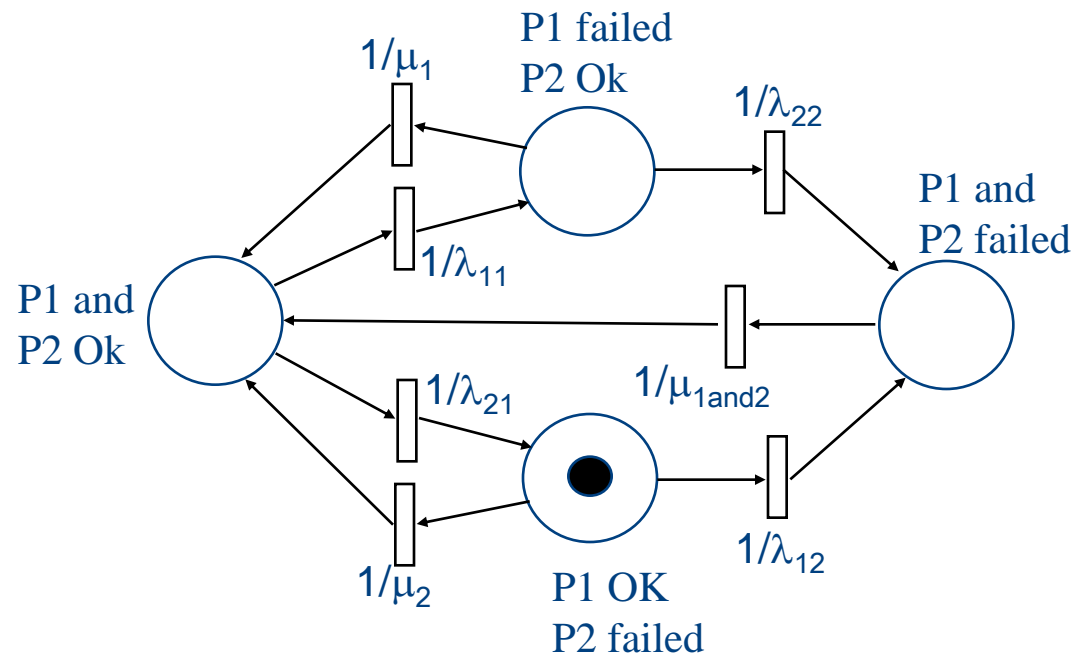 P1 failed
P2 Ok
1/μ₁
1/λ₂₂
P1 and
P2 failed
1/λ₁₁
P1 and
P2 Ok
1/λ₂₁
1/μ₁ₐₙd₂
1/μ₂
1/λ₁₂
P1 OK
P2 failed